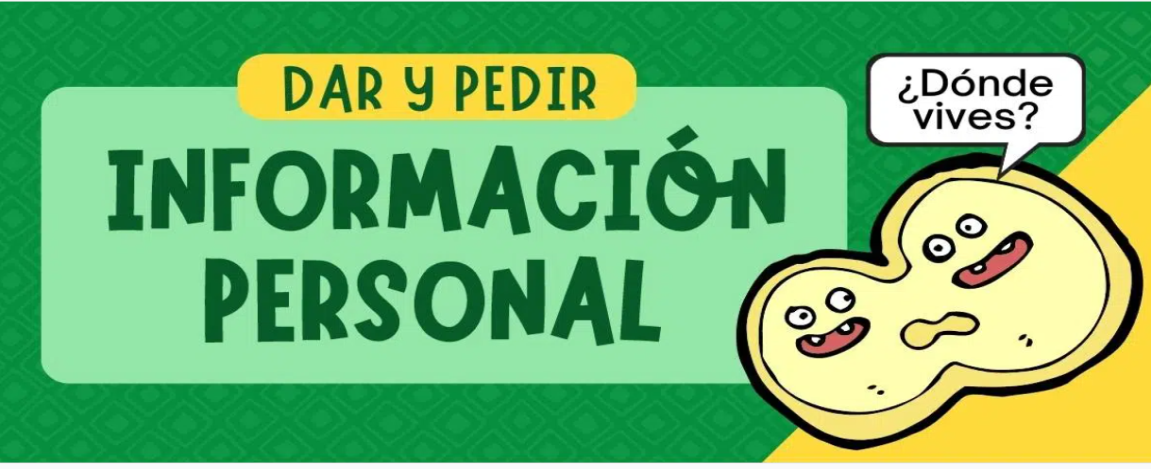 DAR Y PEDIR
INFORMACIÓN
PERSONAL
¿Dónde
vives?